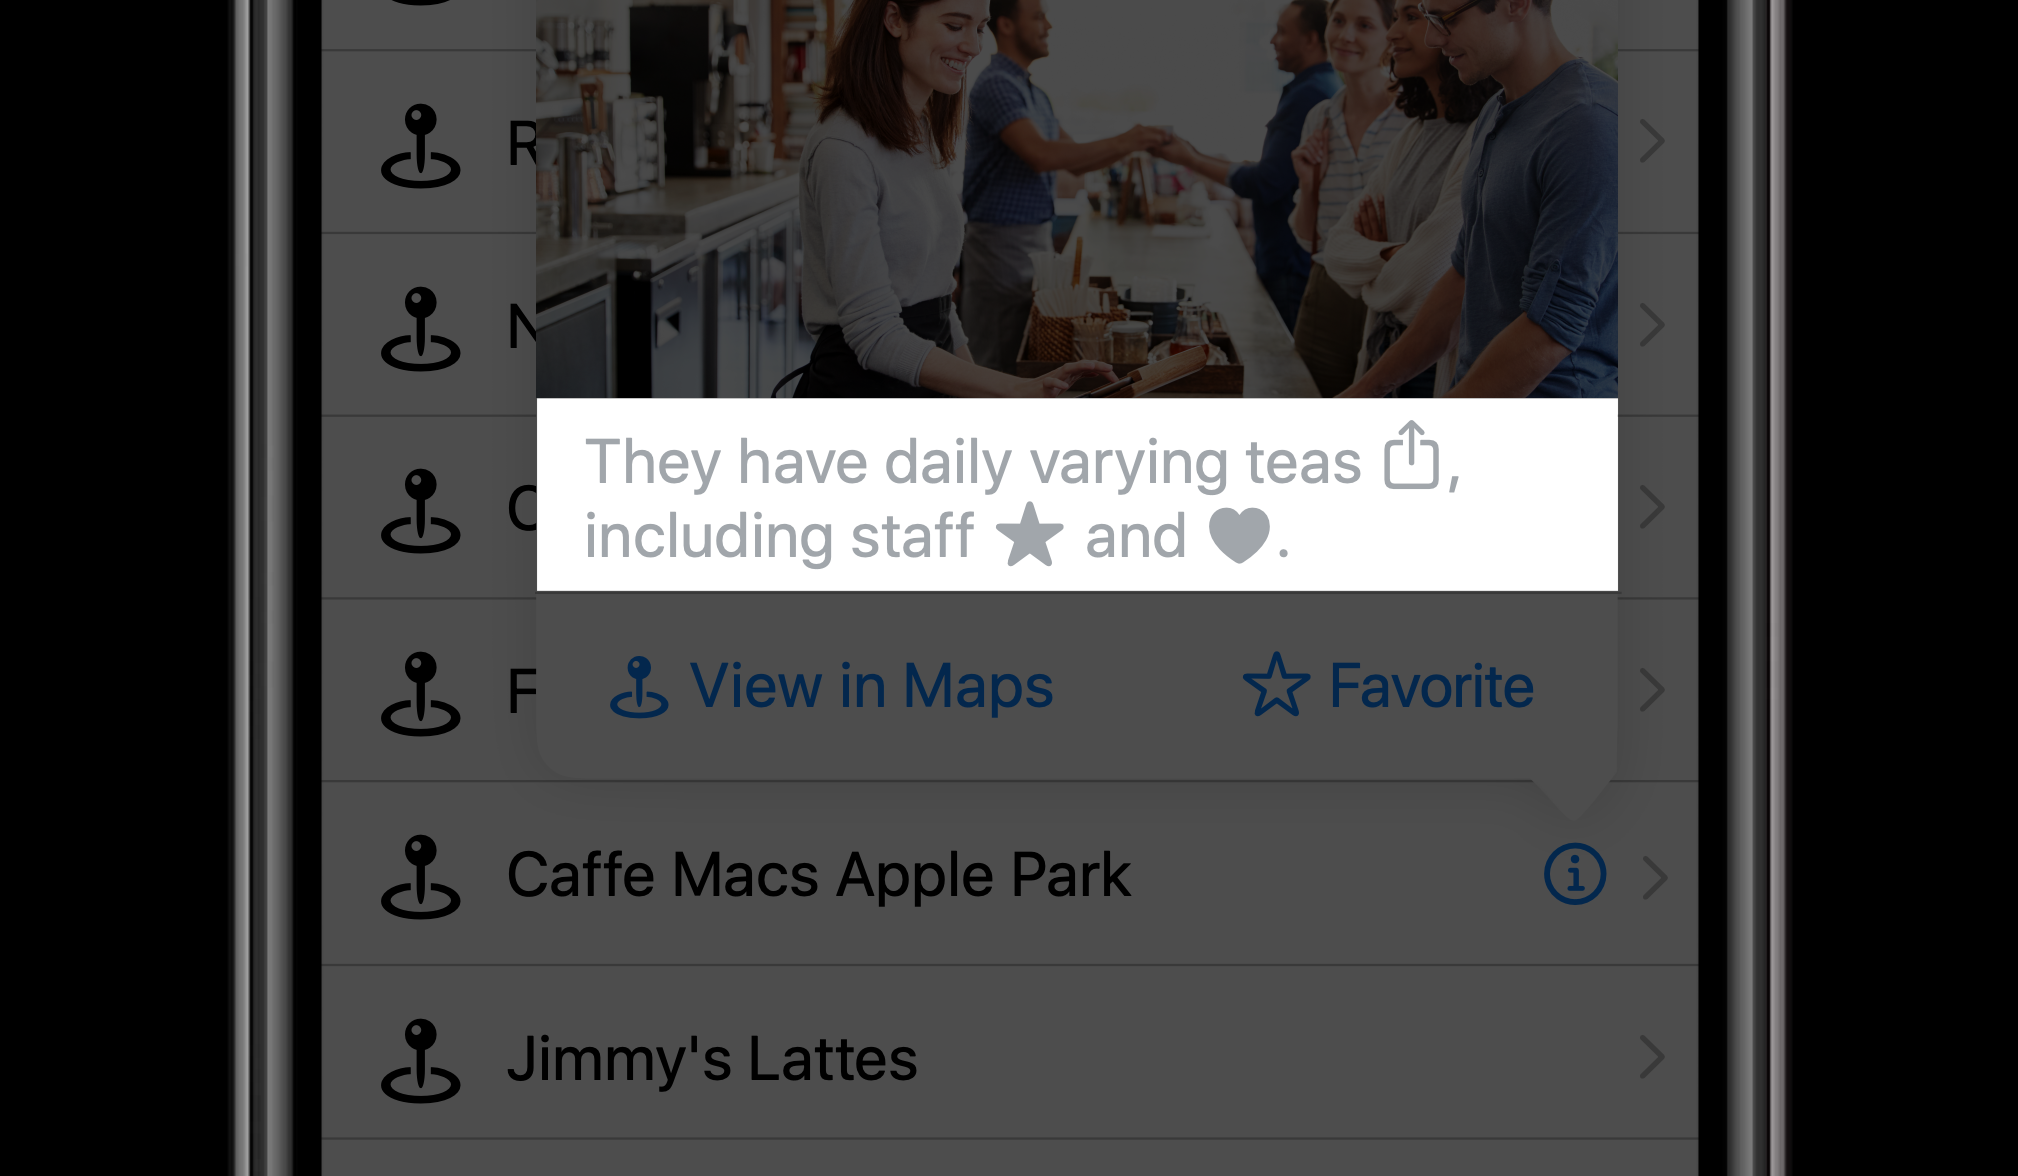 They have daily varying teas ,
including staff ★ and ♥.
View in Maps
Favorite
Caffe Macs Apple Park
Jimmy's Lattes